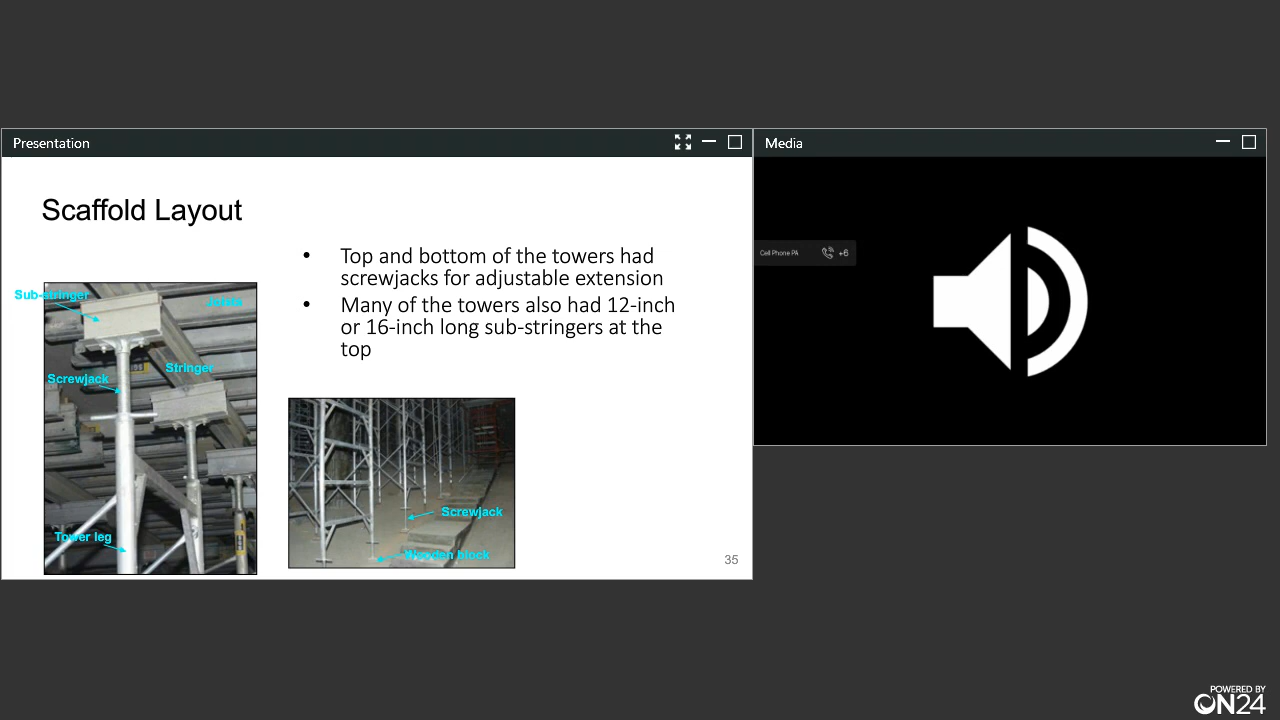 Presentation
Media
Scaffold Layout
• Top and bottom of the towers had
screwjacks for adjustable extension
• Many of the towers also had 12-inch
or 16-inch long sub-stringers at the
top
Sub-stringer
Joists
Stringer
Screwjack
Tower leg
Screwjack
Wooden block
35
Cell Phone PA
+6
POWERED BY
ON24